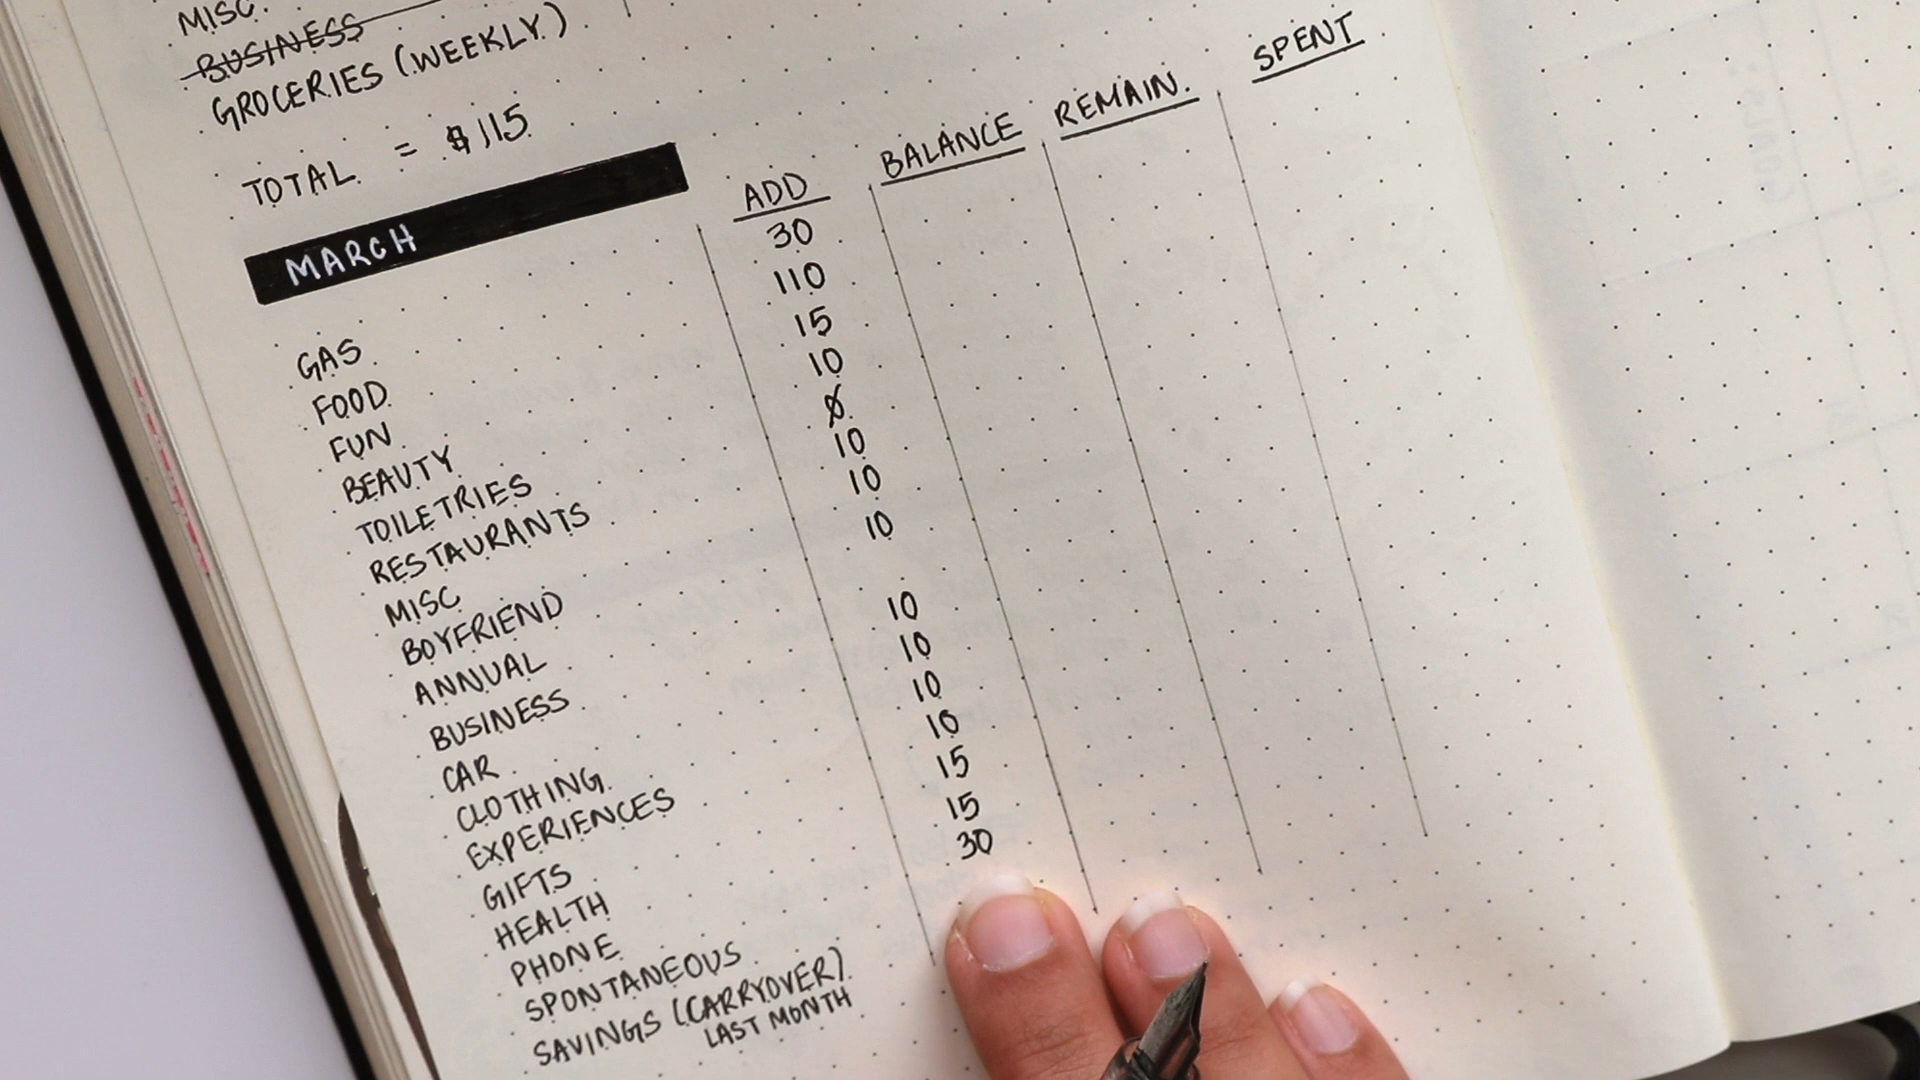 MISC.
BUSINESS
GROCERIES (WEEKLY)
TOTAL = $115
MARCH ADD BALANCE REMAIN. SPENT
GAS 30
FOOD 110
FUN 15
BEAUTY 10
TOILETRIES Ø
RESTAURANTS 10
MISC 10
BOYFRIEND 10
ANNUAL
BUSINESS 10
CAR 10
CLOTHING 10
EXPERIENCES 10
GIFTS 15
HEALTH 15
PHONE 30
SPONTANEOUS
SAVINGS (CARRYOVER)
LAST MONTH